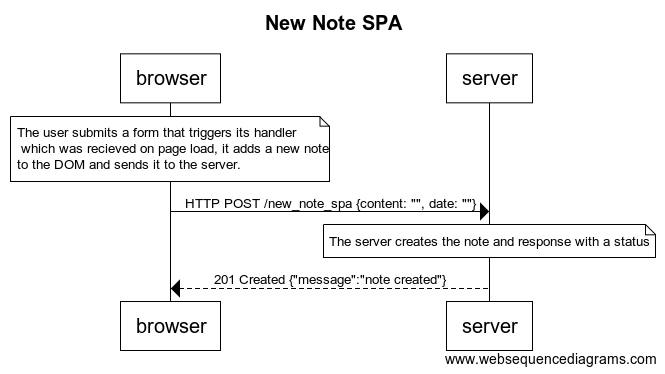 New Note SPA
browser
server
The user submits a form that triggers its handler
which was recieved on page load, it adds a new note
to the DOM and sends it to the server.
HTTP POST /new_note_spa {content: "", date: ""}
The server creates the note and response with a status
201 Created {"message":"note created"}
browser
server
www.websequencediagrams.com